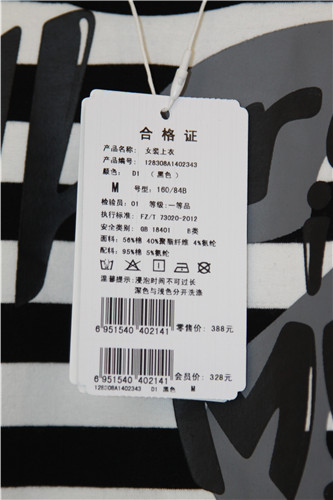 合格证
产品名称: 女装上衣
产品编号: 128308A1402343
颜色: D1 (黑色)
M 号型: 160/84B
检验员: 01 等级: 一等品
执行标准: FZ/T 73020-2012
安全类别: GB 18401 B类
面料: 56%棉 40%聚酯纤维 4%氨纶
配料: 95%棉 5%氨纶
温馨提示: 浸泡时间不可过长
深色与浅色分开洗涤
6 951540 402141 零售价: 388元
6 951540 402141 会员价: 328元
128308A1402343 D1 黑色 M